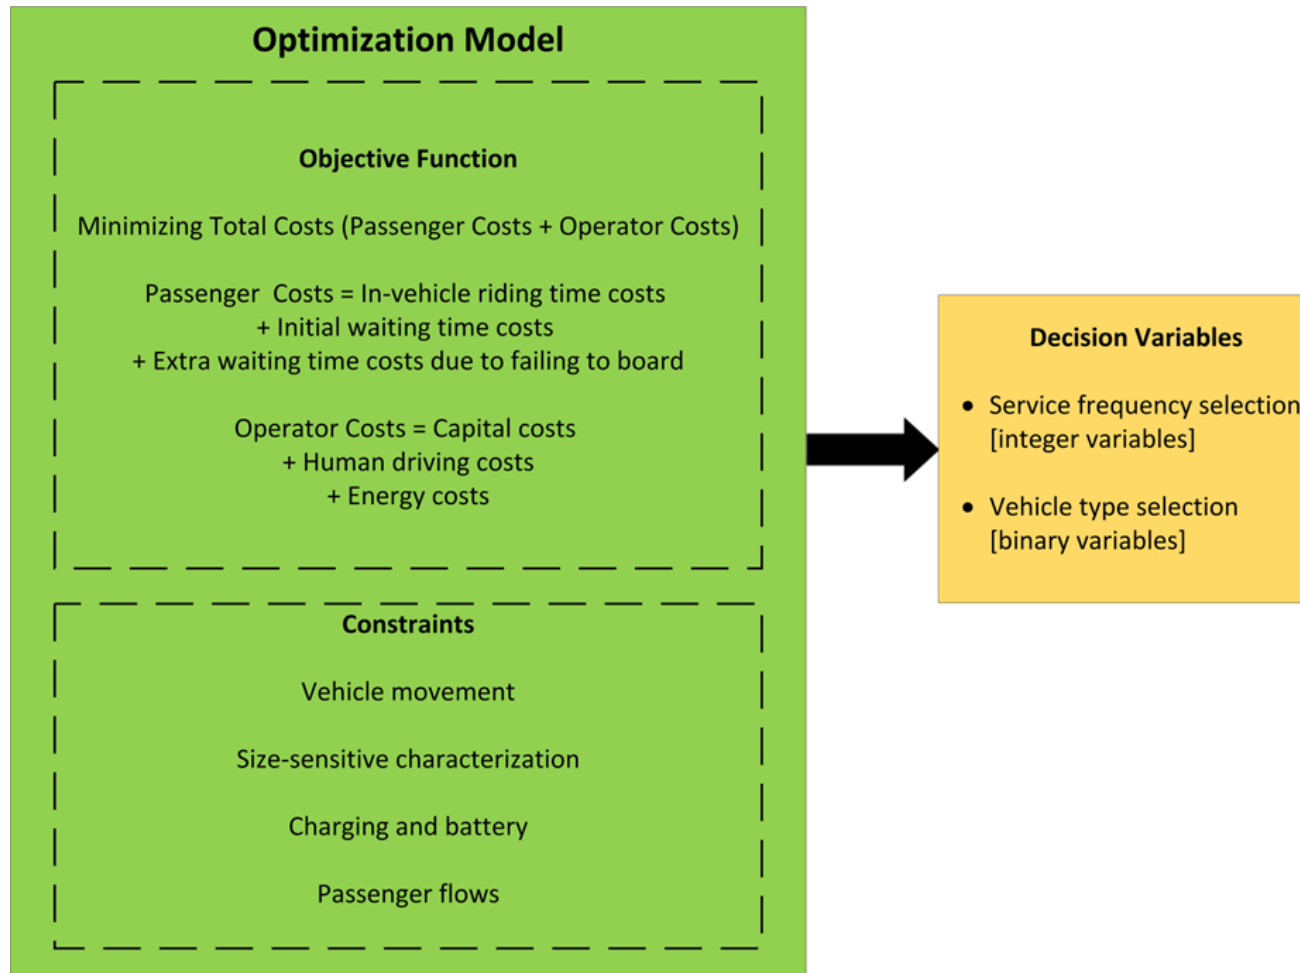 Optimization Model
Objective Function
Minimizing Total Costs (Passenger Costs + Operator Costs)
Passenger  Costs = In-vehicle riding time costs
+ Initial waiting time costs
+ Extra waiting time costs due to failing to board
Operator Costs = Capital costs
+ Human driving costs
+ Energy costs
Constraints
Vehicle movement
Size-sensitive characterization
Charging and battery
Passenger flows
Decision Variables
• Service frequency selection
[integer variables]
• Vehicle type selection
[binary variables]